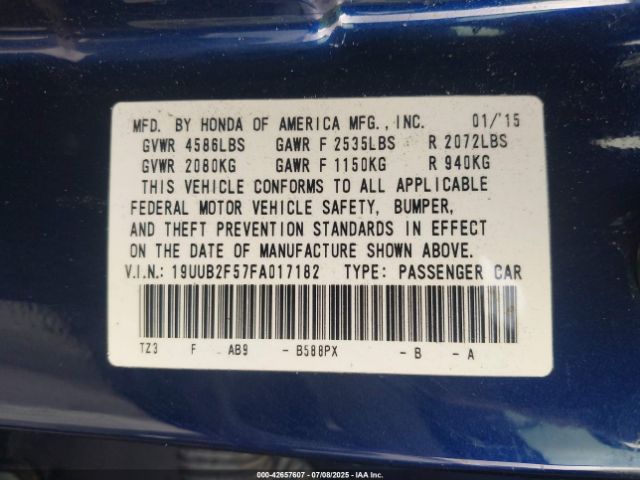 MFD. BY HONDA OF AMERICA MFG., INC. 01/'15
GVWR 4586LBS GAWR F 2535LBS R 2072LBS
GVWR 2080KG GAWR F 1150KG R 940KG
THIS VEHICLE CONFORMS TO ALL APPLICABLE
FEDERAL MOTOR VEHICLE SAFETY, BUMPER,
AND THEFT PREVENTION STANDARDS IN EFFECT
ON THE DATE OF MANUFACTURE SHOWN ABOVE.
V.I.N.: 19UUB2F57FA017182 TYPE: PASSENGER CAR
TZ3 F AB9 - B588PX - B - A
000-42657607 - 07/08/2025 - IAA Inc.